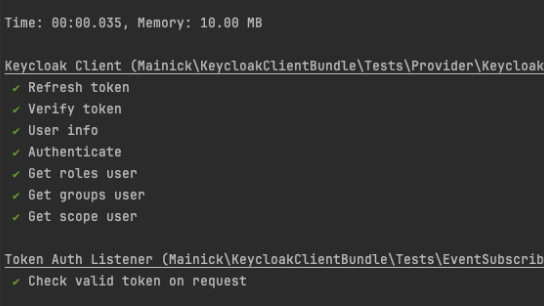 Time: 00:00.035, Memory: 10.00 MB
Keycloak Client (Mainick\KeycloakClientBundle\Tests\Provider\Keycloak
✔ Refresh token
✔ Verify token
✔ User info
✔ Authenticate
✔ Get roles user
✔ Get groups user
✔ Get scope user
Token Auth Listener (Mainick\KeycloakClientBundle\Tests\EventSubscrib
✔ Check valid token on request